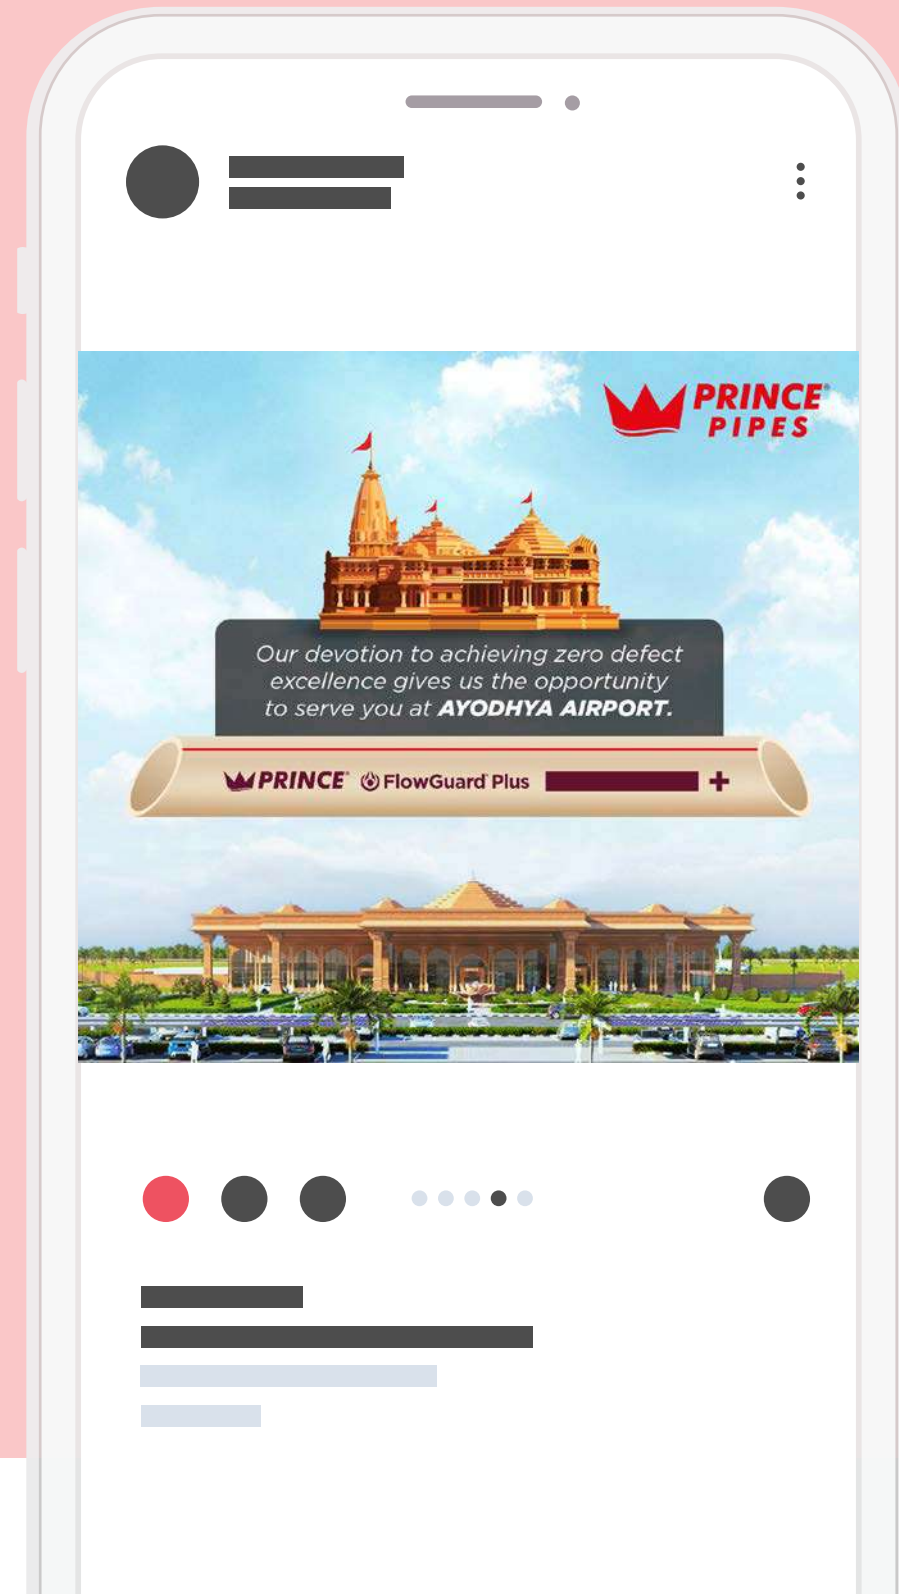 PRINCE
PIPES
Our devotion to achieving zero defect
excellence gives us the opportunity
to serve you at AYODHYA AIRPORT.
PRINCE FlowGuard Plus +